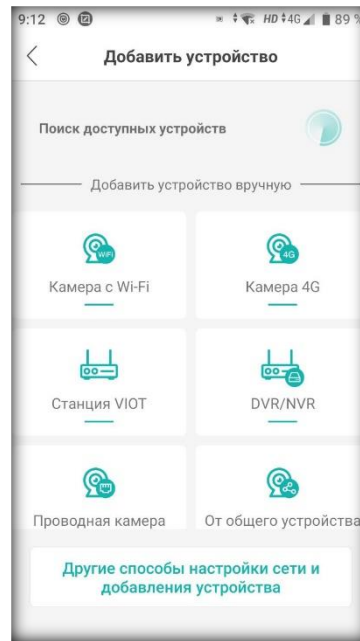 9:12 HD 4G 89 %
Добавить устройство
Поиск доступных устройств
Добавить устройство вручную
WiFi 4G
Камера с Wi-Fi Камера 4G
Станция VIOT DVR/NVR
Проводная камера От общего устройства
Другие способы настройки сети и
добавления устройства